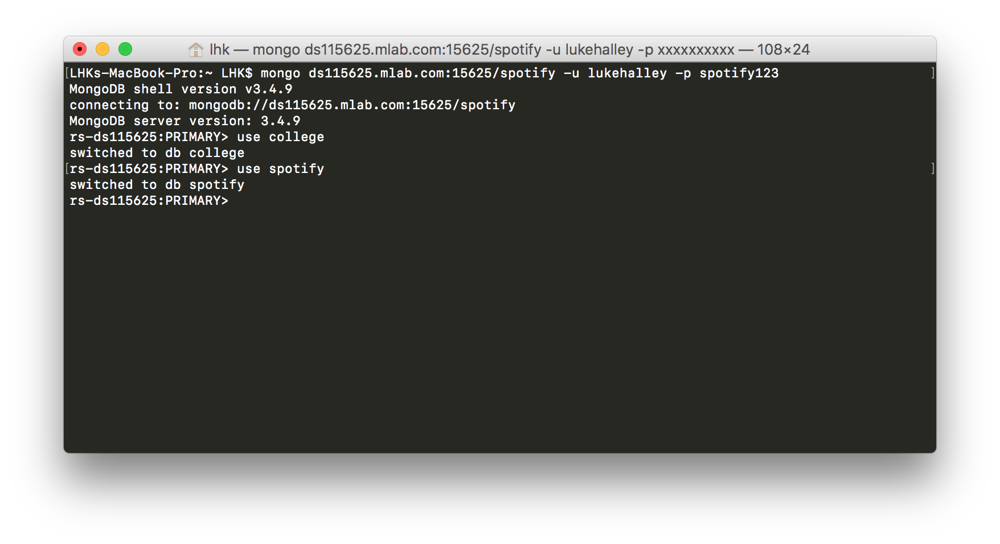 lhk — mongo ds115625.mlab.com:15625/spotify -u lukehalley -p xxxxxxxxxx — 108×24
[LHKs-MacBook-Pro:~ LHK$ mongo ds115625.mlab.com:15625/spotify -u lukehalley -p spotify123 ]
MongoDB shell version v3.4.9
connecting to: mongodb://ds115625.mlab.com:15625/spotify
MongoDB server version: 3.4.9
rs-ds115625:PRIMARY> use college
switched to db college
[rs-ds115625:PRIMARY> use spotify ]
switched to db spotify
rs-ds115625:PRIMARY>